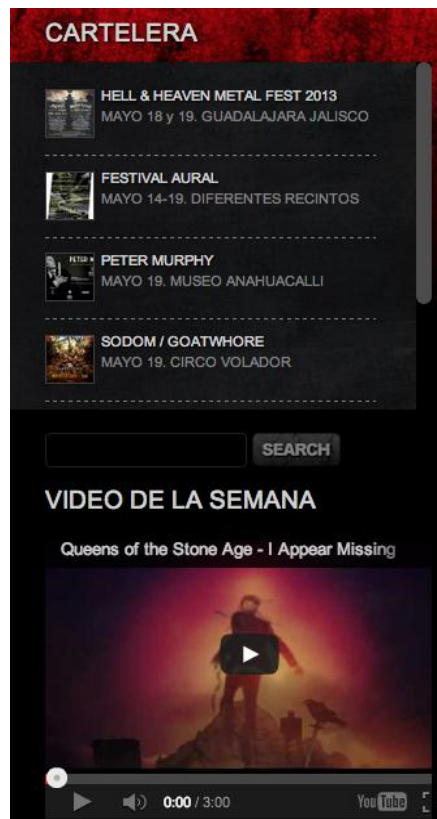 CARTELERA
HELL & HEAVEN METAL FEST 2013
MAYO 18 y 19. GUADALAJARA JALISCO
FESTIVAL AURAL
MAYO 14-19. DIFERENTES RECINTOS
PETER MURPHY
MAYO 19. MUSEO ANAHUACALLI
SODOM / GOATWHORE
MAYO 19. CIRCO VOLADOR
SEARCH
VIDEO DE LA SEMANA
Queens of the Stone Age - I Appear Missing
0:00 / 3:00
YouTube